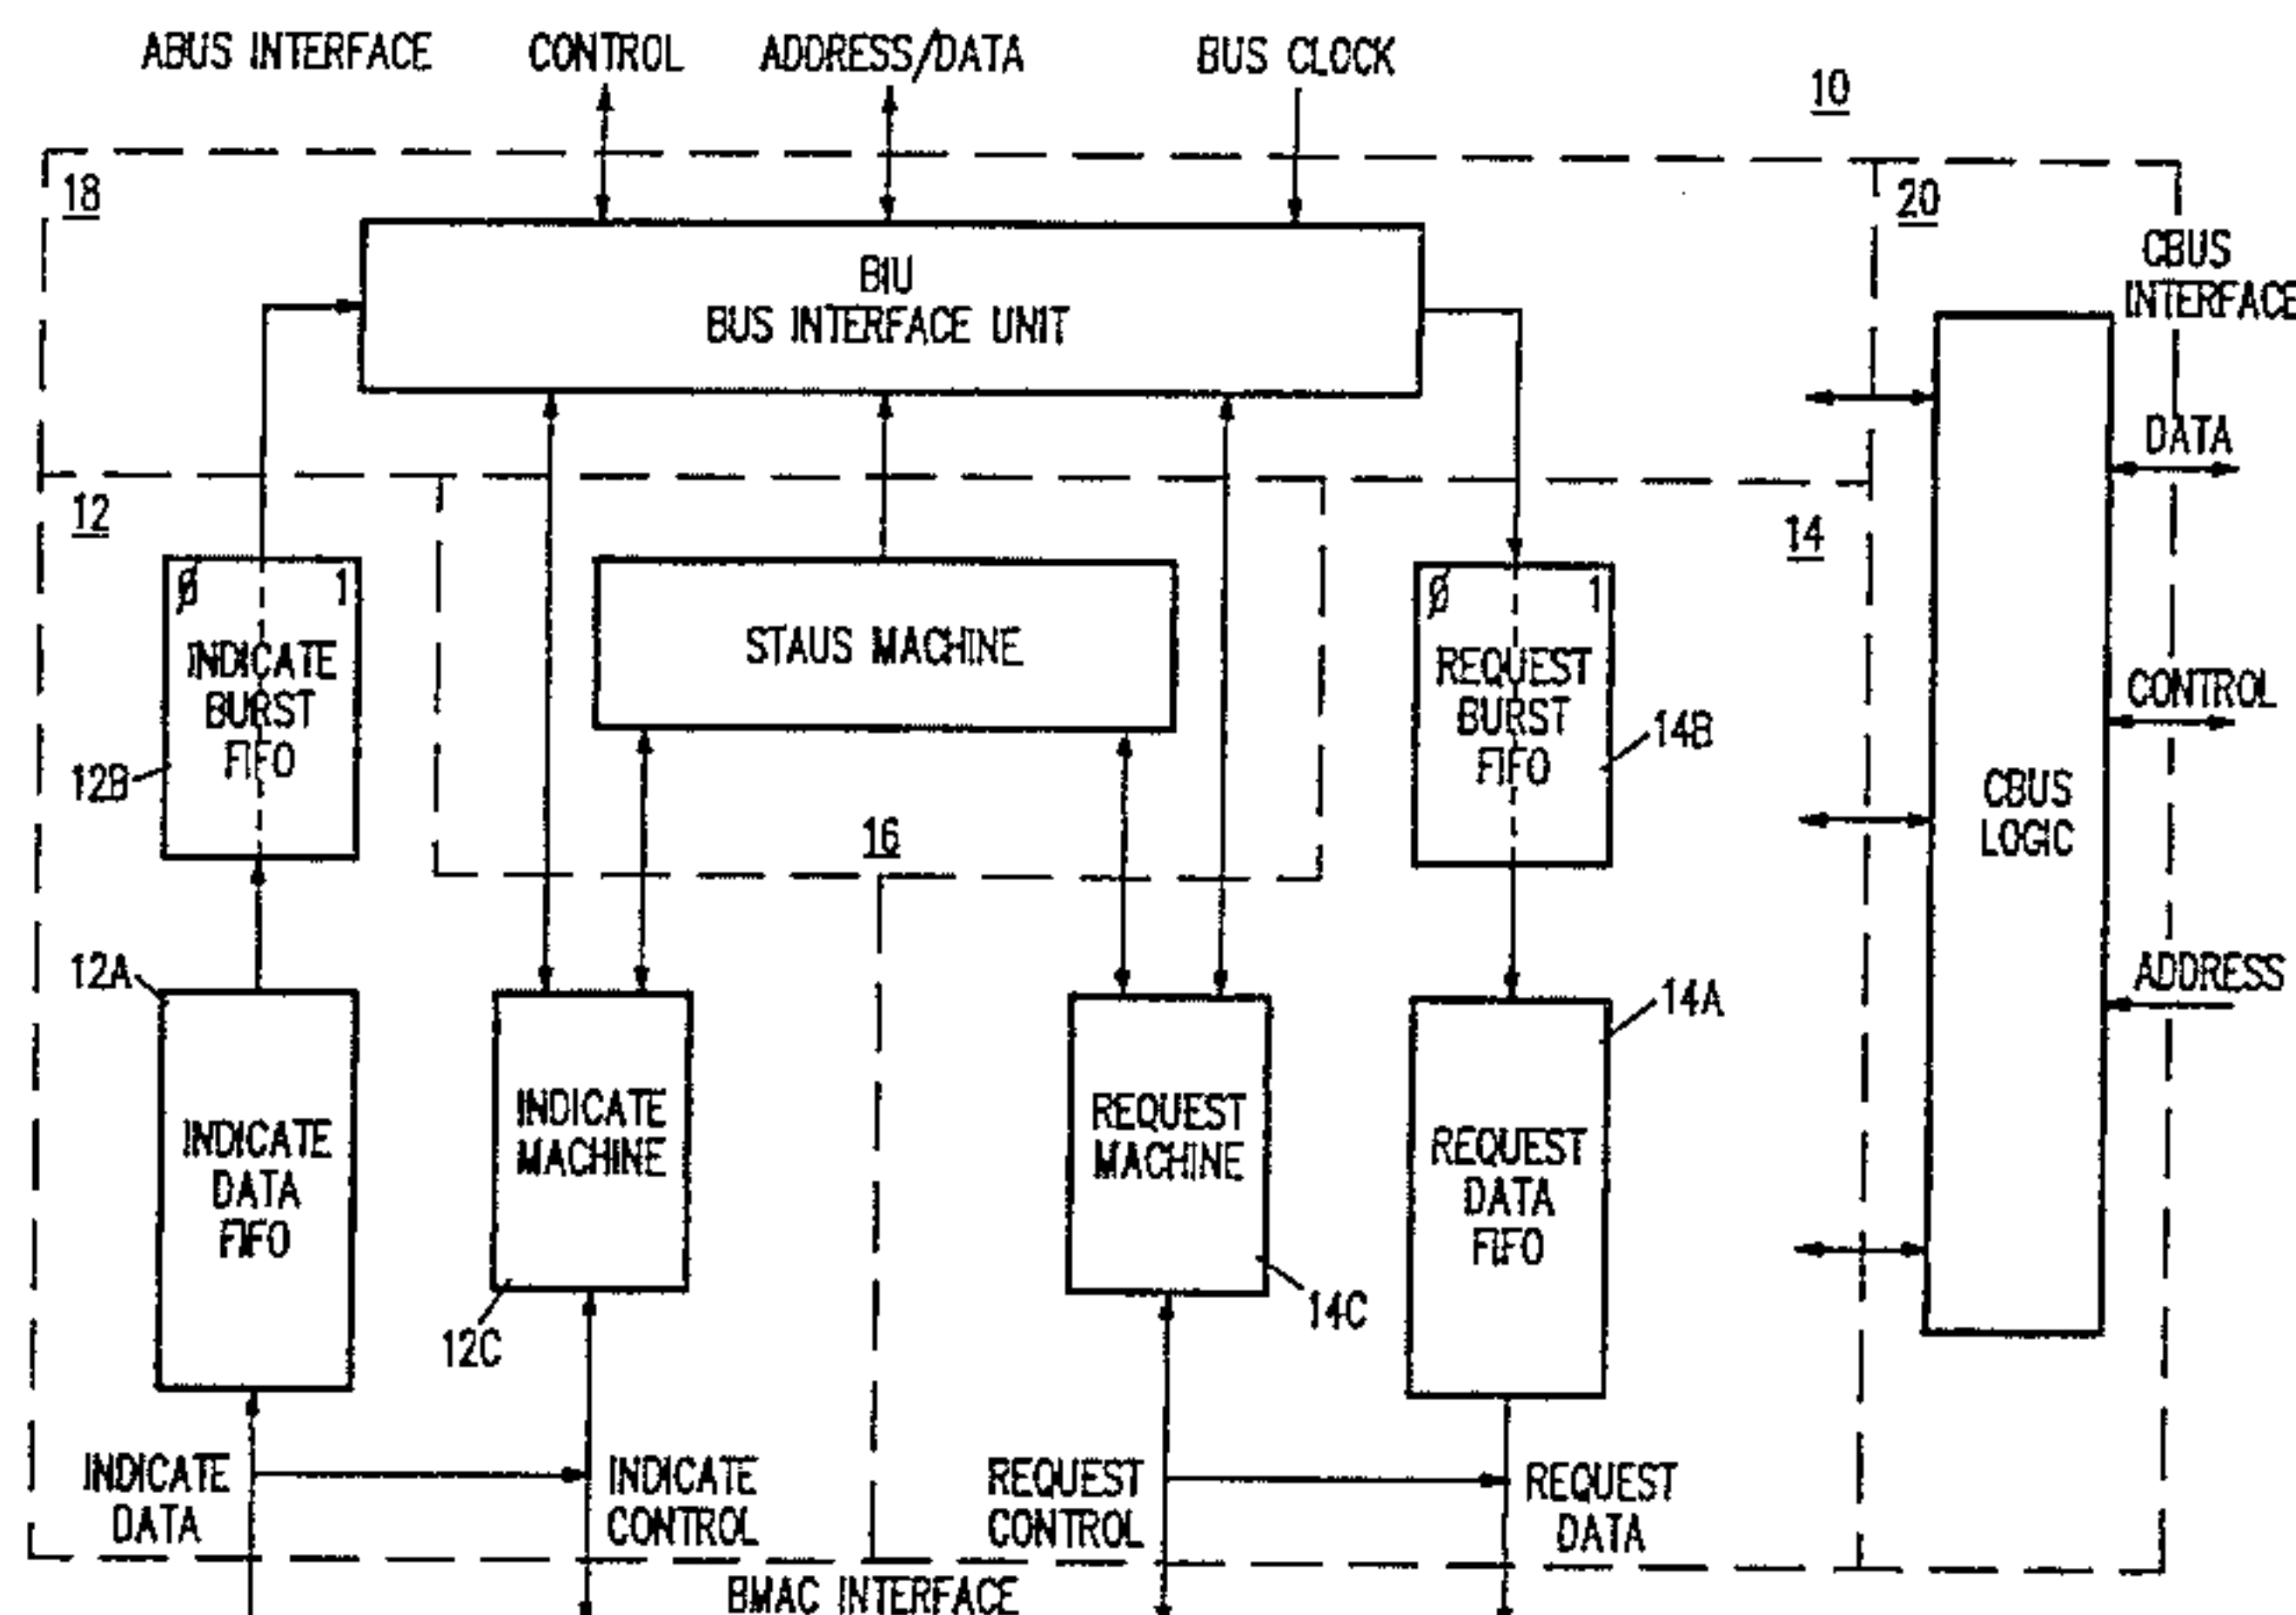 ABUS INTERFACE
CONTROL
ADDRESS/DATA
BUS CLOCK
10
18
20
BIU
BUS INTERFACE UNIT
CBUS
INTERFACE
DATA
12
14
Ø 1
INDICATE
BURST
FIFO
12B
STAUS MACHINE
Ø 1
REQUEST
BURST
FIFO
14B
16
CONTROL
CBUS
LOGIC
12A
14A
ADDRESS
INDICATE
DATA
FIFO
INDICATE
MACHINE
12C
REQUEST
MACHINE
14C
REQUEST
DATA
FIFO
INDICATE
DATA
INDICATE
CONTROL
REQUEST
CONTROL
REQUEST
DATA
BMAC INTERFACE